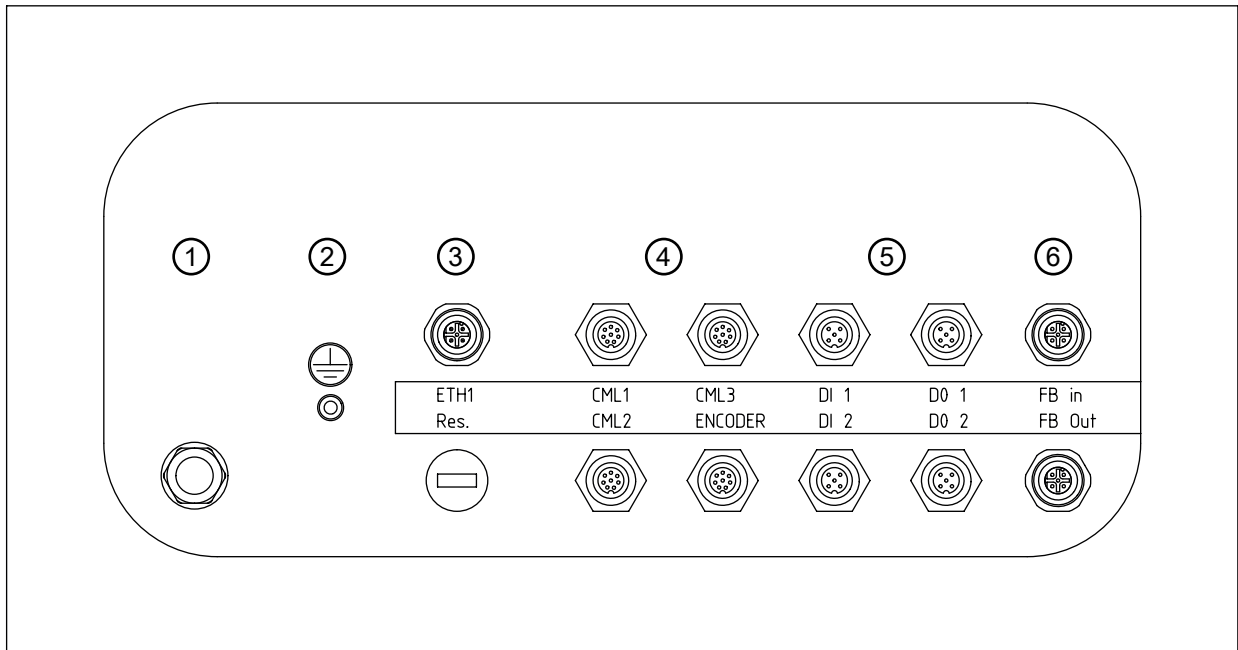 1 2 3 4 5 6
ETH1 CML1 CML3 DI 1 DO 1 FB in
Res. CML2 ENCODER DI 2 DO 2 FB Out